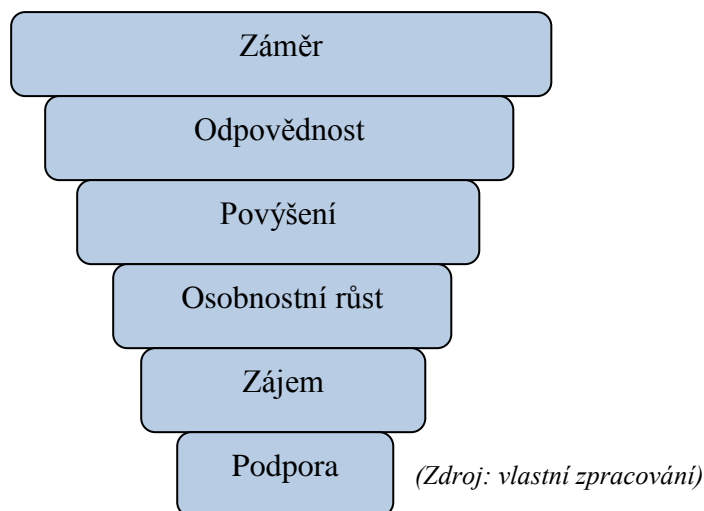 Záměr
Odpovědnost
Povýšení
Osobnostní růst
Zájem
Podpora
(Zdroj: vlastní zpracování)